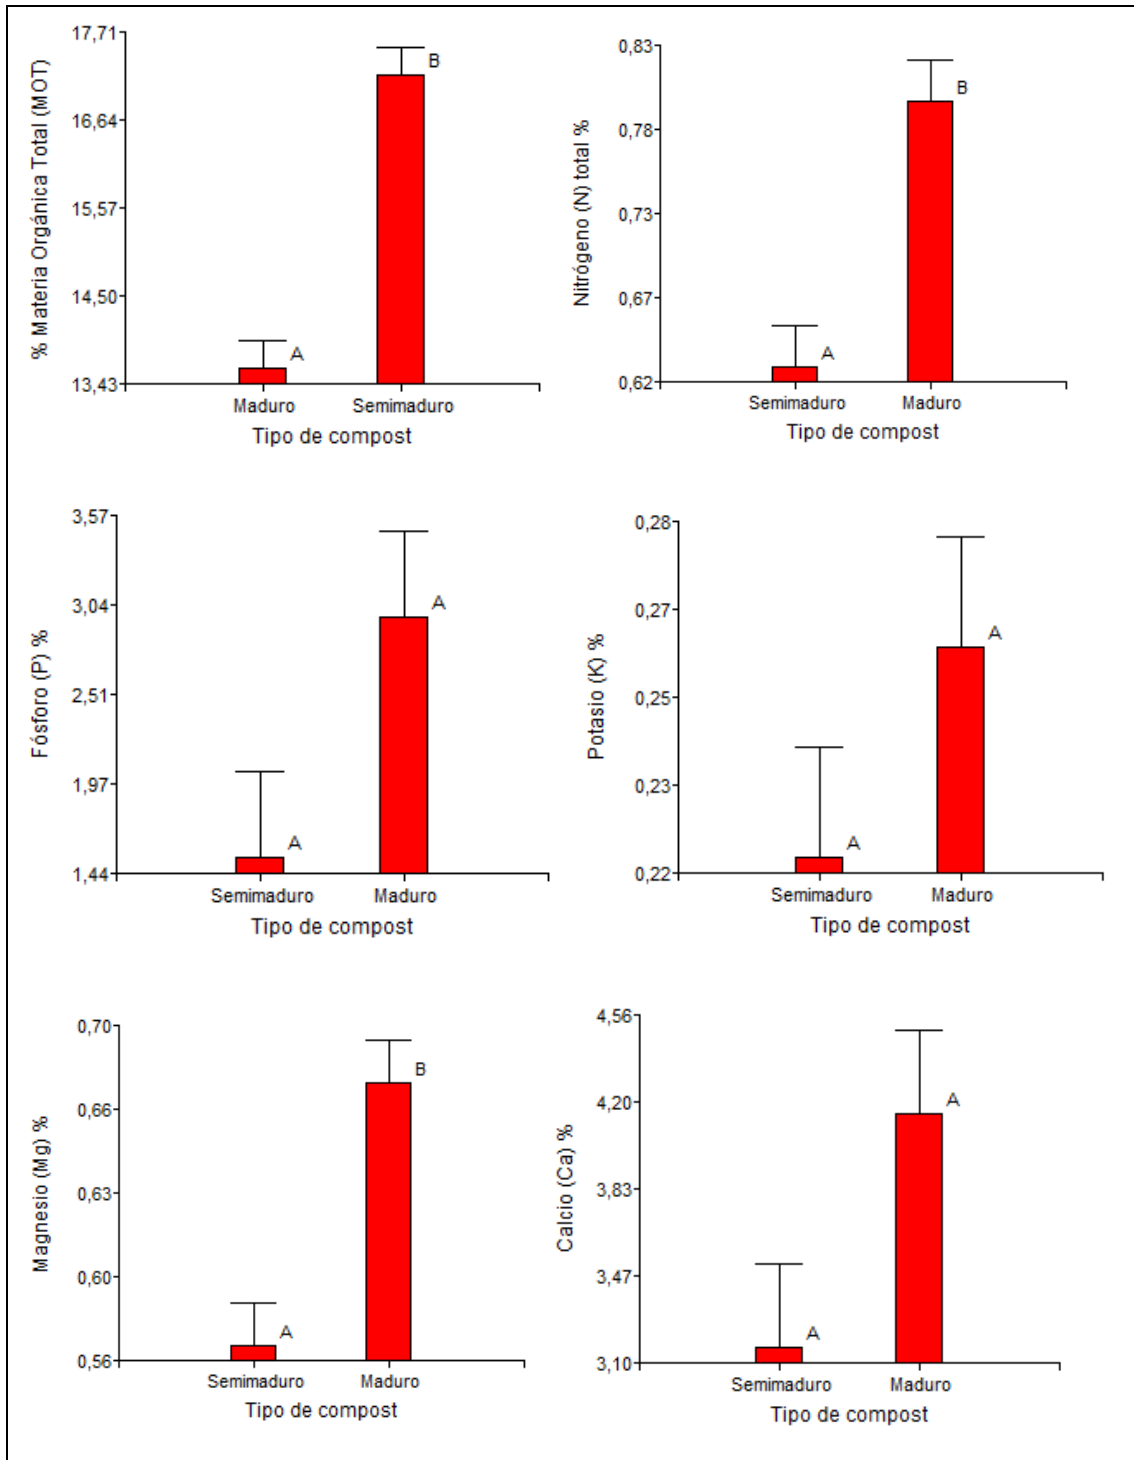 % Materia Orgánica Total (MOT)
17,71
16,64
15,57
14,50
13,43
B
A
Maduro
Semimaduro
Tipo de compost
Nitrógeno (N) total %
0,83
0,78
0,73
0,67
0,62
B
A
Semimaduro
Maduro
Tipo de compost
Fósforo (P) %
3,57
3,04
2,51
1,97
1,44
A
A
Semimaduro
Maduro
Tipo de compost
Potasio (K) %
0,28
0,27
0,25
0,23
0,22
A
A
Semimaduro
Maduro
Tipo de compost
Magnesio (Mg) %
0,70
0,66
0,63
0,60
0,56
B
A
Semimaduro
Maduro
Tipo de compost
Calcio (Ca) %
4,56
4,20
3,83
3,47
3,10
A
A
Semimaduro
Maduro
Tipo de compost